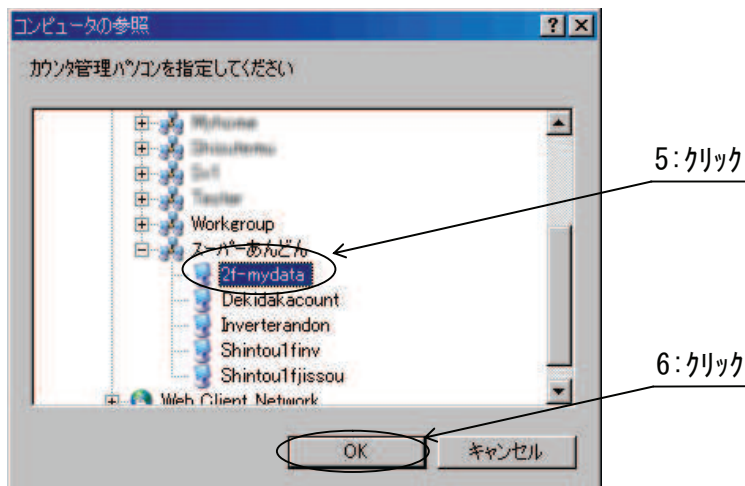 コンピュータの参照
カウンタ管理パソコンを指定してください
Workgroup
スーパーあんどん
2f-mydata
Dekidakacount
Inverterandon
Shintou1finv
Shintou1fjissou
Web Client Network
OK
キャンセル
5:クリック
6:クリック